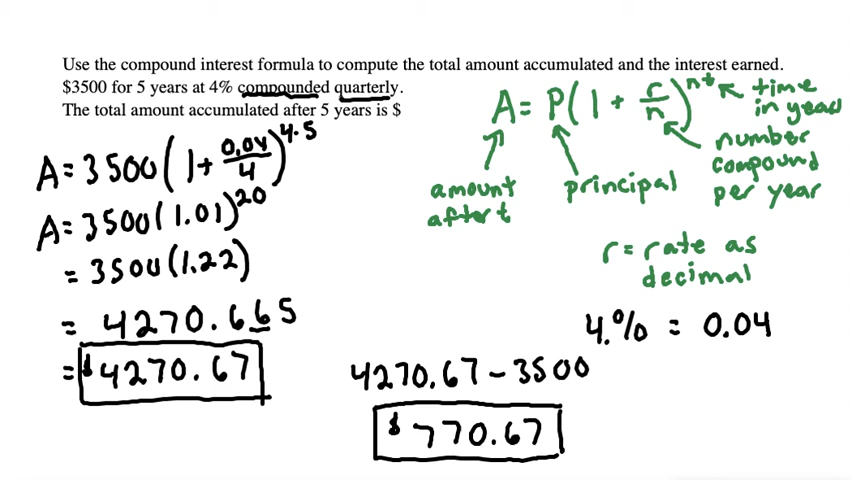 Use the compound interest formula to compute the total amount accumulated and the interest earned.
$3500 for 5 years at 4% compounded quarterly.
The total amount accumulated after 5 years is $
A = P(1 + r/n)^nt
time in years
number compound per year
principal
amount after t
r = rate as decimal
4.% = 0.04
A = 3500(1 + 0.04/4)^4·5
A = 3500(1.01)^20
= 3500(1.22)
= 4270.665
= $4270.67
4270.67 - 3500
$770.67